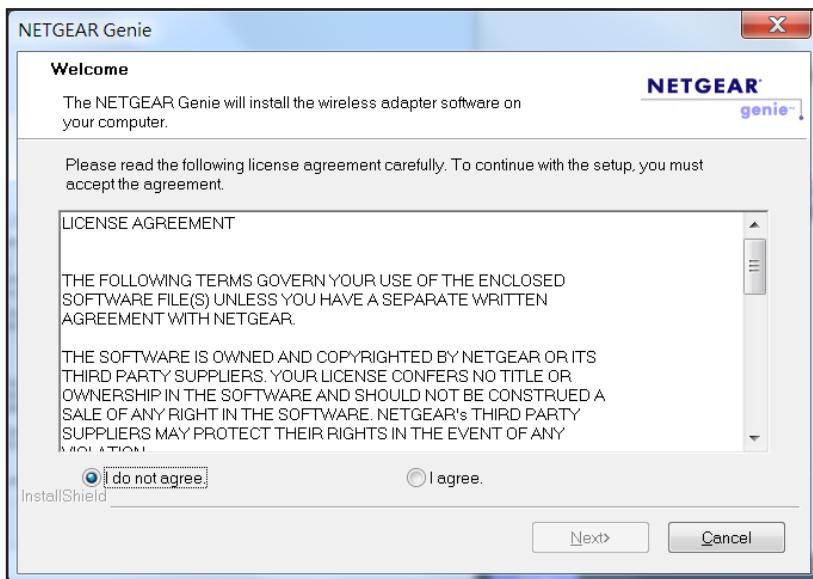 NETGEAR Genie
X
Welcome
The NETGEAR Genie will install the wireless adapter software on
your computer.
NETGEAR
genie
Please read the following license agreement carefully. To continue with the setup, you must
accept the agreement.
LICENSE AGREEMENT
THE FOLLOWING TERMS GOVERN YOUR USE OF THE ENCLOSED
SOFTWARE FILE(S) UNLESS YOU HAVE A SEPARATE WRITTEN
AGREEMENT WITH NETGEAR.
THE SOFTWARE IS OWNED AND COPYRIGHTED BY NETGEAR OR ITS
THIRD PARTY SUPPLIERS. YOUR LICENSE CONFERS NO TITLE OR
OWNERSHIP IN THE SOFTWARE AND SHOULD NOT BE CONSTRUED A
SALE OF ANY RIGHT IN THE SOFTWARE. NETGEAR's THIRD PARTY
SUPPLIERS MAY PROTECT THEIR RIGHTS IN THE EVENT OF ANY
VIOLATION
I do not agree.
I agree.
InstallShield
Next>
Cancel